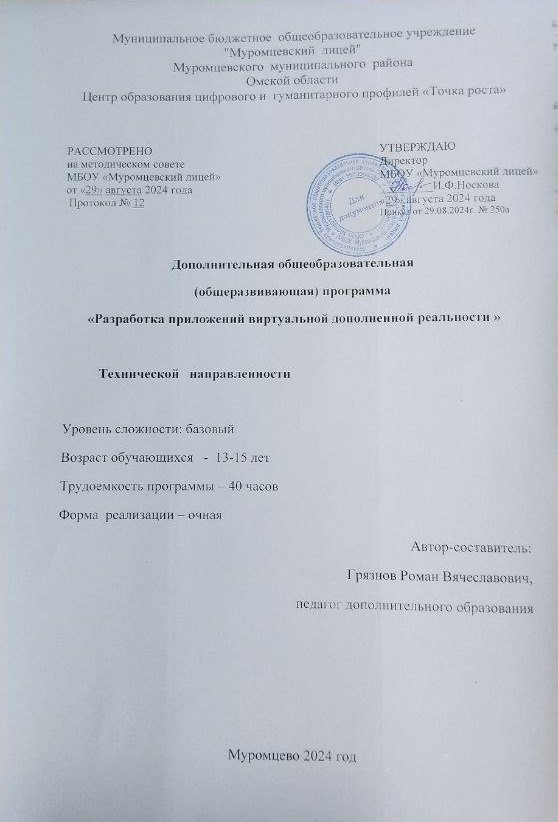 Муниципальное бюджетное общеобразовательное учреждение
"Муромцевский лицей"
Муромцевского муниципального района
Омской области
Центр образования цифрового и гуманитарного профилей «Точка роста»
РАССМОТРЕНО
на методическом совете
МБОУ «Муромцевский лицей»
от «29» августа 2024 года
Протокол № 12
УТВЕРЖДАЮ
Директор
МБОУ «Муромцевский лицей»
И.Ф.Носкова
«29» августа 2024 года
Приказ от 29.08.2024г. № 250а
Для
документов
Дополнительная общеобразовательная
(общеразвивающая) программа
«Разработка приложений виртуальной дополненной реальности »
Технической направленности
Уровень сложности: базовый
Возраст обучающихся - 13-15 лет
Трудоемкость программы – 40 часов
Форма реализации – очная
Автор-составитель:
Грязнов Роман Вячеславович,
педагог дополнительного образования
Муромцево 2024 год